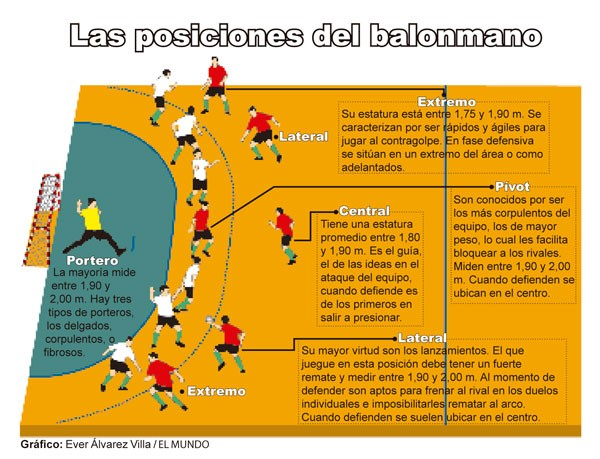 Las posiciones del balonmano
Extremo
Su estatura está entre 1,75 y 1,90 m. Se
caracterizan por ser rápidos y ágiles para
jugar al contragolpe. En fase defensiva
se sitúan en un extremo del área o como
adelantados.
Lateral
Pivot
Son conocidos por ser
los más corpulentos del
equipo, los de mayor
peso, lo cual les facilita
bloquear a los rivales.
Miden entre 1,90 y 2,00
m. Cuando defienden se
ubican en el centro.
Central
Tiene una estatura
promedio entre 1,80
y 1,90 m. Es el guía,
el de las ideas en el
ataque del equipo,
cuando defiende es
de los primeros en
salir a presionar.
Portero
La mayoría mide
entre 1,90 y
2,00 m. Hay tres
tipos de porteros,
los delgados,
corpulentos, o
fibrosos.
Lateral
Su mayor virtud son los lanzamientos. El que
juegue en esta posición debe tener un fuerte
remate y medir entre 1,90 y 2,00 m. Al momento de
defender son aptos para frenar al rival en los duelos
individuales e imposibilitarles rematar al arco.
Cuando defienden se suelen ubicar en el centro.
Extremo
Gráfico: Ever Álvarez Villa / EL MUNDO